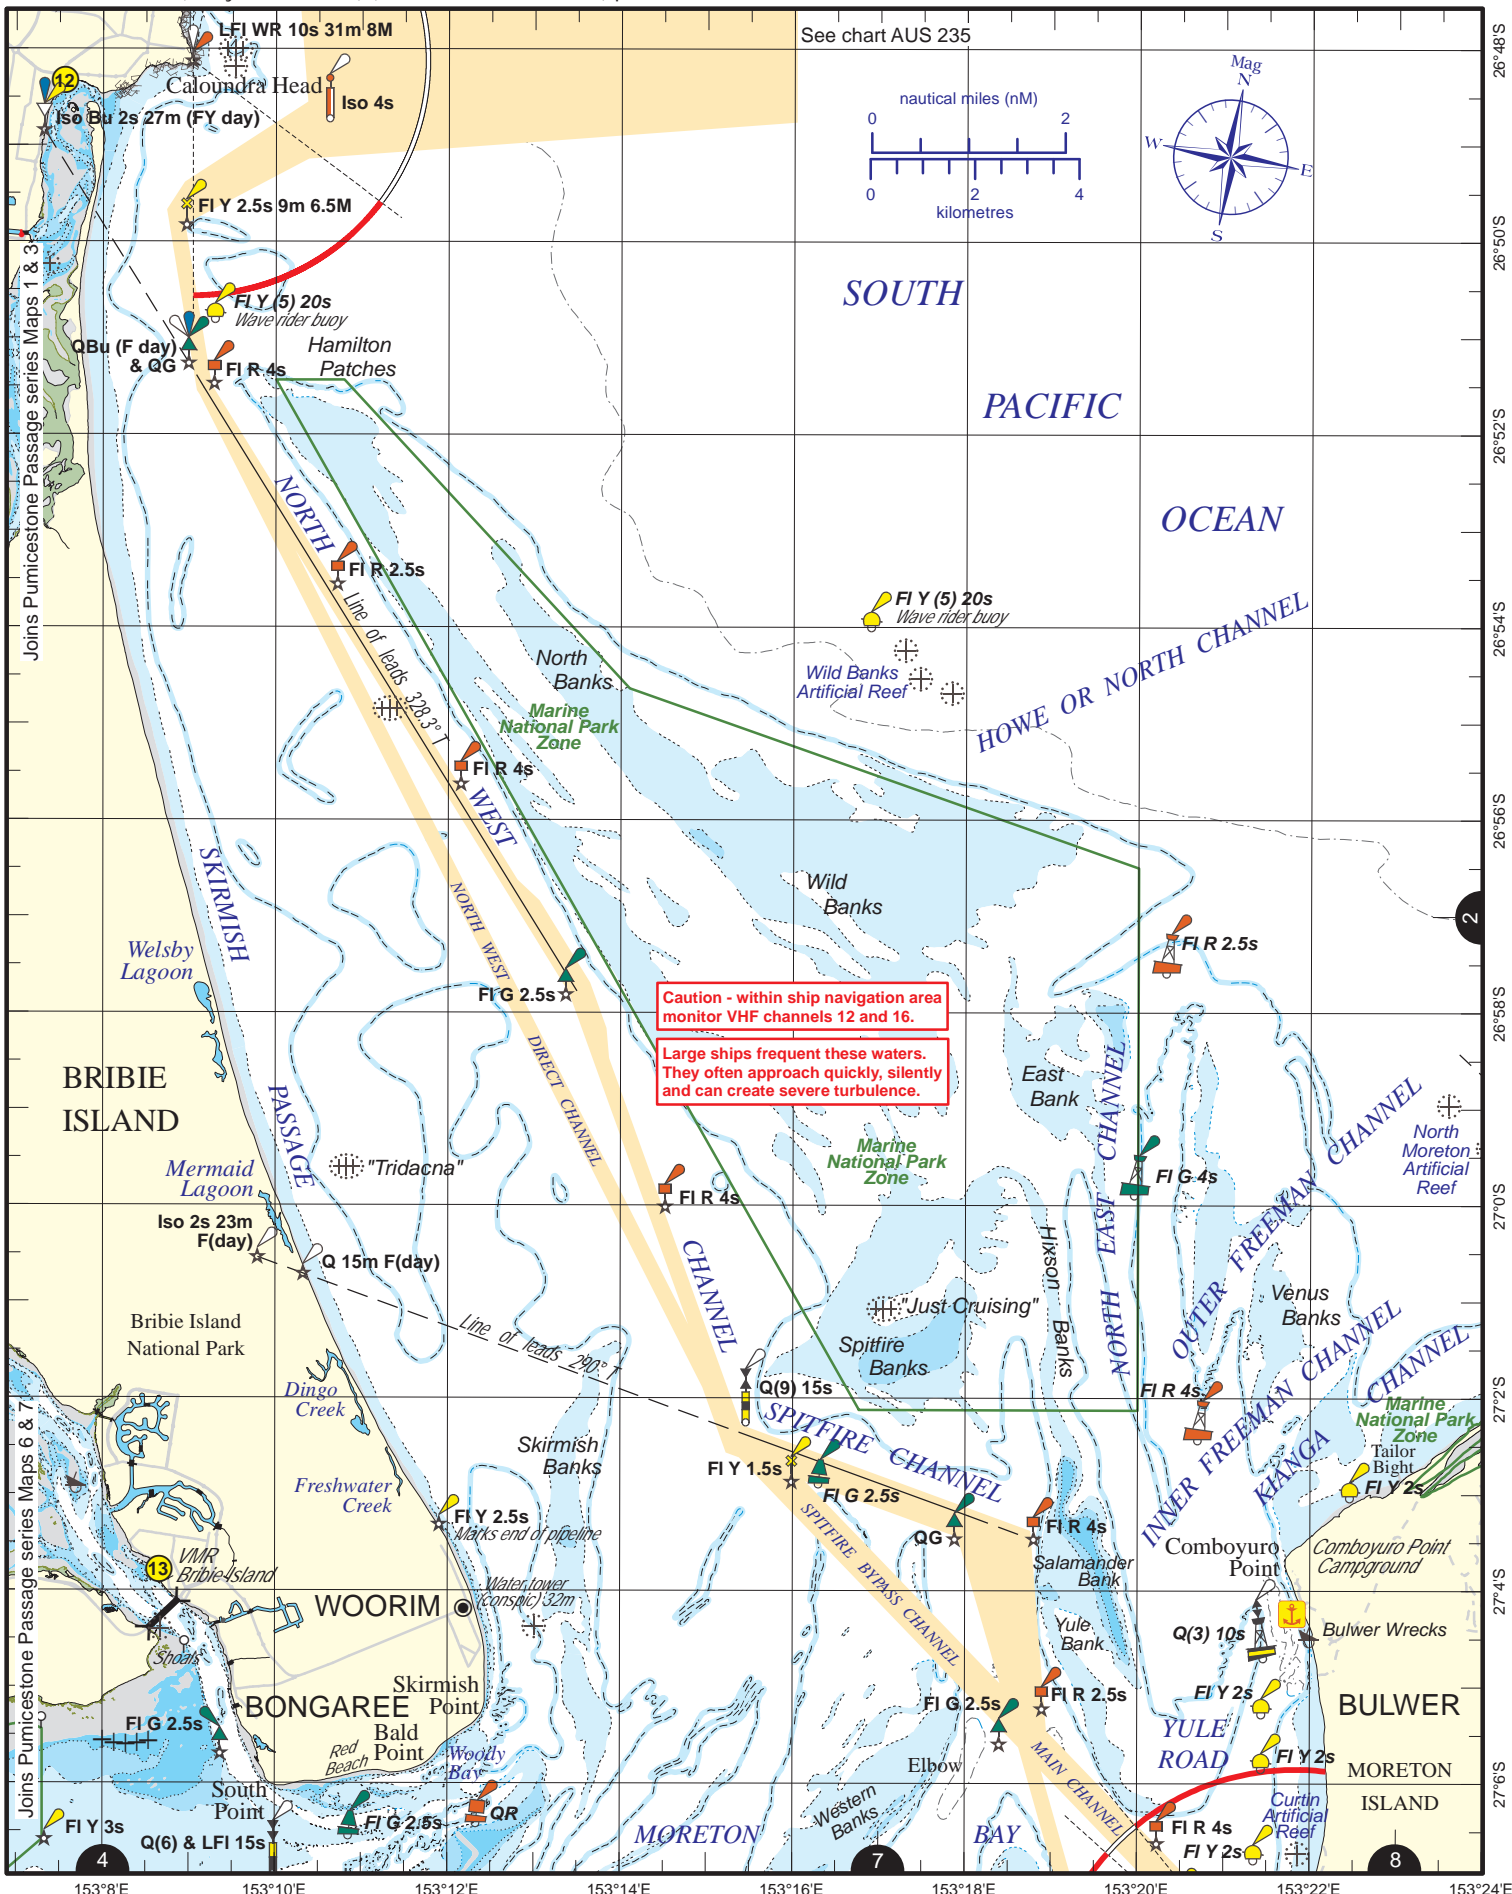 See chart AUS 235
LFl WR 10s 31m 8M
Caloundra Head
Iso 4s
12
Iso Bu 2s 27m (FY day)
nautical miles (nM)
0 2
0 2 4
kilometres
Mag
N
W
E
S
26°48'S
Fl Y 2.5s 9m 6.5M
26°50'S
Joins Pumicestone Passage series Maps 1 & 3
Fl Y (5) 20s
Wave rider buoy
QBu (F day)
& QG
Fl R 4s
Hamilton
Patches
SOUTH
PACIFIC
OCEAN
26°52'S
NORTH
Fl R 2.5s
Line of leads 328.3° T
Fl Y (5) 20s
Wave rider buoy
26°54'S
North
Banks
Wild Banks
Artificial Reef
HOWE OR NORTH CHANNEL
Marine
National Park
Zone
Fl R 4s
WEST
26°56'S
SKIRMISH
NORTH WEST
Wild
Banks
2
Welsby
Lagoon
Fl R 2.5s
Fl G 2.5s
Caution - within ship navigation area
monitor VHF channels 12 and 16.
26°58'S
Large ships frequent these waters.
They often approach quickly, silently
and can create severe turbulence.
DIRECT CHANNEL
BRIBIE
ISLAND
PASSAGE
East
Bank
NORTH EAST CHANNEL
OUTER FREEMAN CHANNEL
North
Moreton
Artificial
Reef
Marine
National Park
Zone
Fl G 4s
Mermaid
Lagoon
"Tridacna"
Fl R 4s
27°0'S
Iso 2s 23m
F(day)
Q 15m F(day)
CHANNEL
Hixson
Banks
Bribie Island
National Park
"Just Cruising"
Venus
Banks
Line of leads 290° T
Spitfire
Banks
Dingo
Creek
Q(9) 15s
Fl R 4s
27°2'S
INNER FREEMAN CHANNEL
KIANGA CHANNEL
Marine
National Park
Zone
SPITFIRE CHANNEL
Skirmish
Banks
Tailor
Bight
Fl Y 1.5s
Fl G 2.5s
Fl Y 2s
Freshwater
Creek
Fl Y 2.5s
Marks end of pipeline
QG
Fl R 4s
Comboyuro
Point
Comboyuro Point
Campground
Joins Pumicestone Passage series Maps 6 & 7
13
VMR
Bribie Island
SPITFIRE BYPASS CHANNEL
Salamander
Bank
27°4'S
Water tower
(conspic) 32m
WOORIM
Yule
Bank
Q(3) 10s
Bulwer Wrecks
Shoals
Skirmish
Point
BONGAREE
Fl G 2.5s
Fl R 2.5s
Fl Y 2s
BULWER
Fl G 2.5s
Bald
Point
Red
Beach
Woody
Bay
Elbow
MAIN CHANNEL
YULE
ROAD
Fl Y 2s
MORETON
ISLAND
27°6'S
South
Point
Western
Banks
Curtin
Artificial
Reef
Fl Y 3s
Q(6) & LFl 15s
Fl G 2.5s
QR
MORETON BAY
Fl R 4s
Fl Y 2s
4
7
8
153°8'E
153°10'E
153°12'E
153°14'E
153°16'E
153°18'E
153°20'E
153°22'E
153°24'E